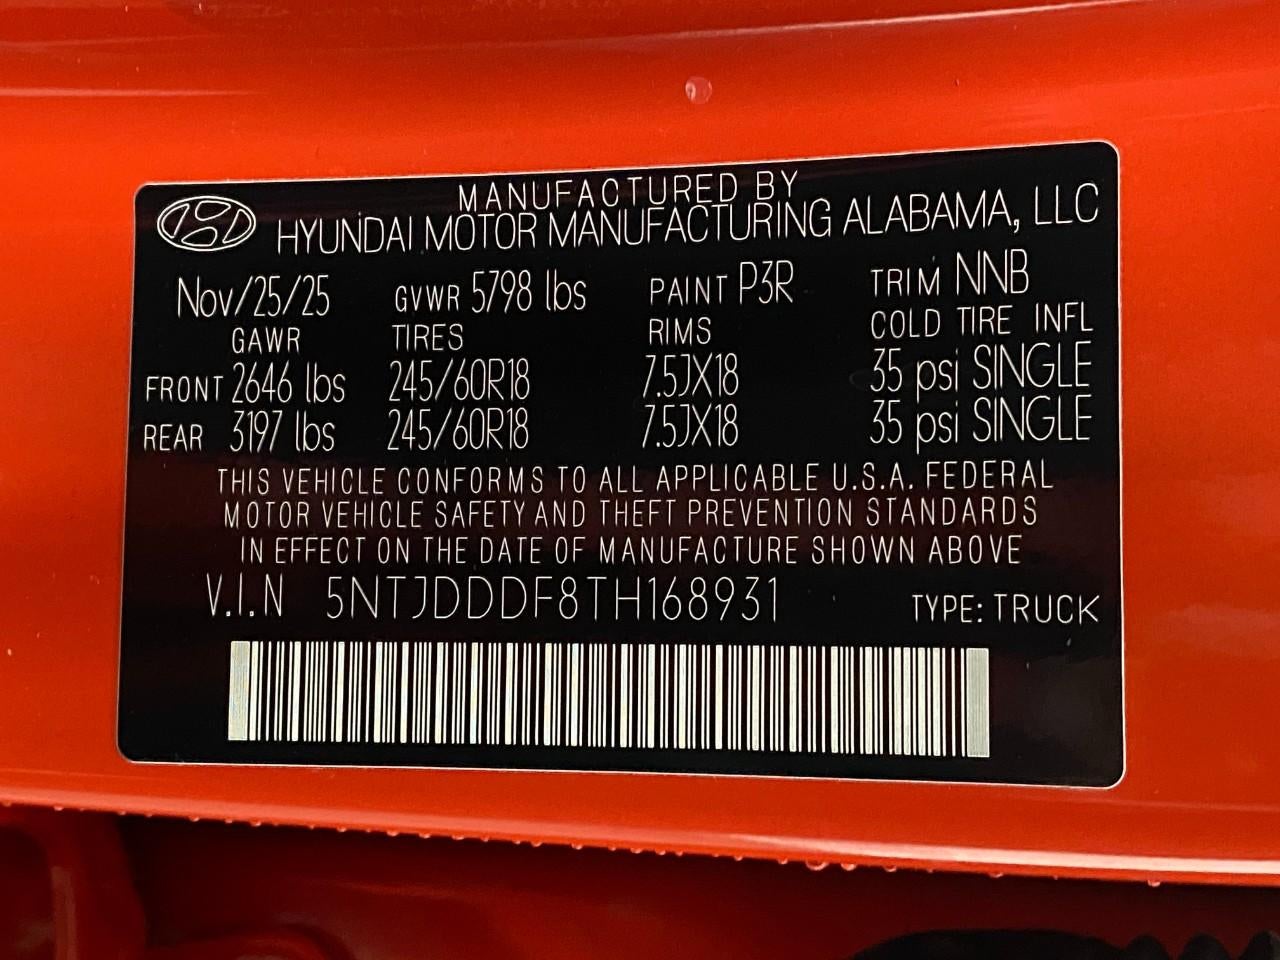 MANUFACTURED BY
HYUNDAI MOTOR MANUFACTURING ALABAMA, LLC
Nov/25/25 GVWR 5798 lbs PAINT P3R TRIM NNB
GAWR TIRES RIMS COLD TIRE INFL
FRONT 2646 lbs 245/60R18 7.5JX18 35 psi SINGLE
REAR 3197 lbs 245/60R18 7.5JX18 35 psi SINGLE
THIS VEHICLE CONFORMS TO ALL APPLICABLE U.S.A. FEDERAL
MOTOR VEHICLE SAFETY AND THEFT PREVENTION STANDARDS
IN EFFECT ON THE DATE OF MANUFACTURE SHOWN ABOVE
V.I.N 5NTJDDDF8TH168931 TYPE: TRUCK